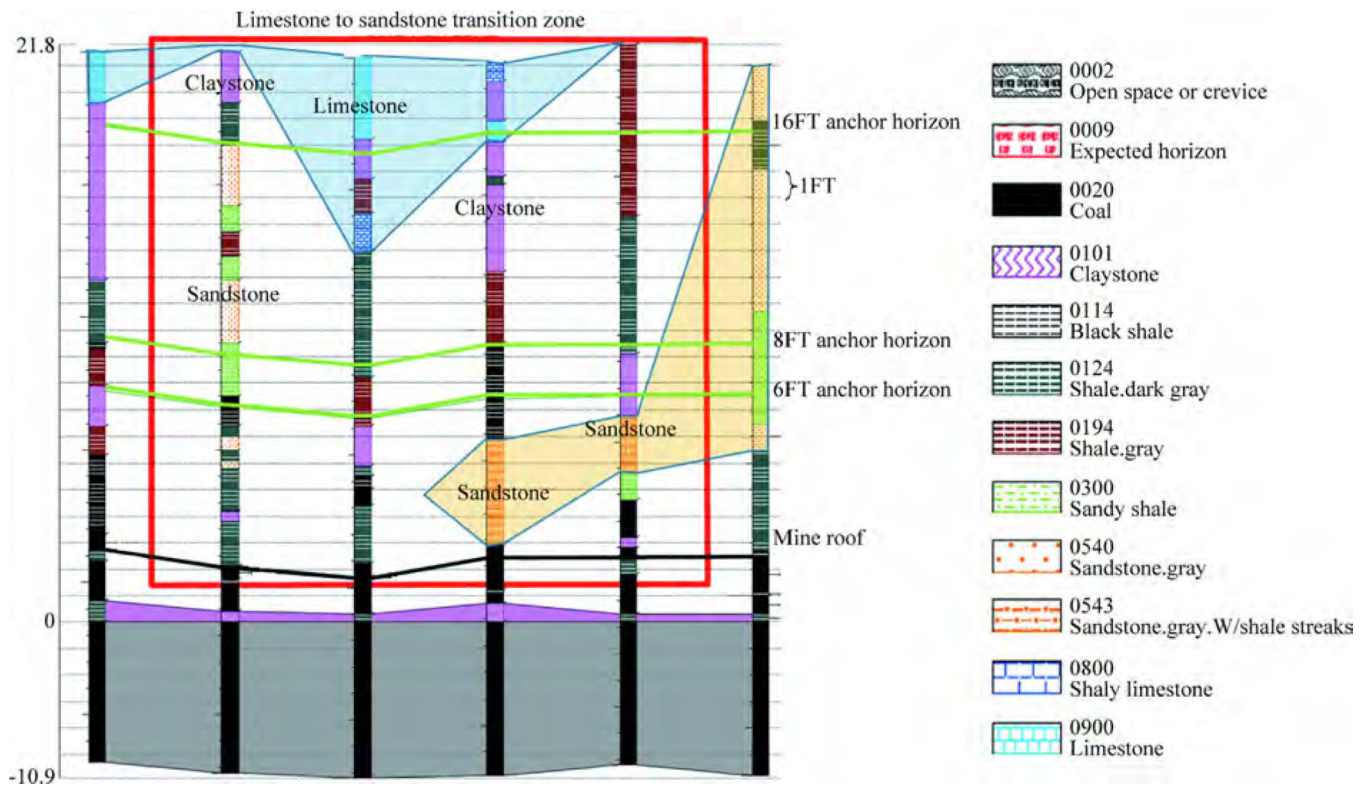 Limestone to sandstone transition zone
21.8
Claystone
Limestone
16FT anchor horizon
1FT
Claystone
Sandstone
8FT anchor horizon
6FT anchor horizon
Sandstone
Sandstone
Mine roof
0
-10.9
0002
Open space or crevice
0009
Expected horizon
0020
Coal
0101
Claystone
0114
Black shale
0124
Shale.dark gray
0194
Shale.gray
0300
Sandy shale
0540
Sandstone.gray
0543
Sandstone.gray.W/shale streaks
0800
Shaly limestone
0900
Limestone